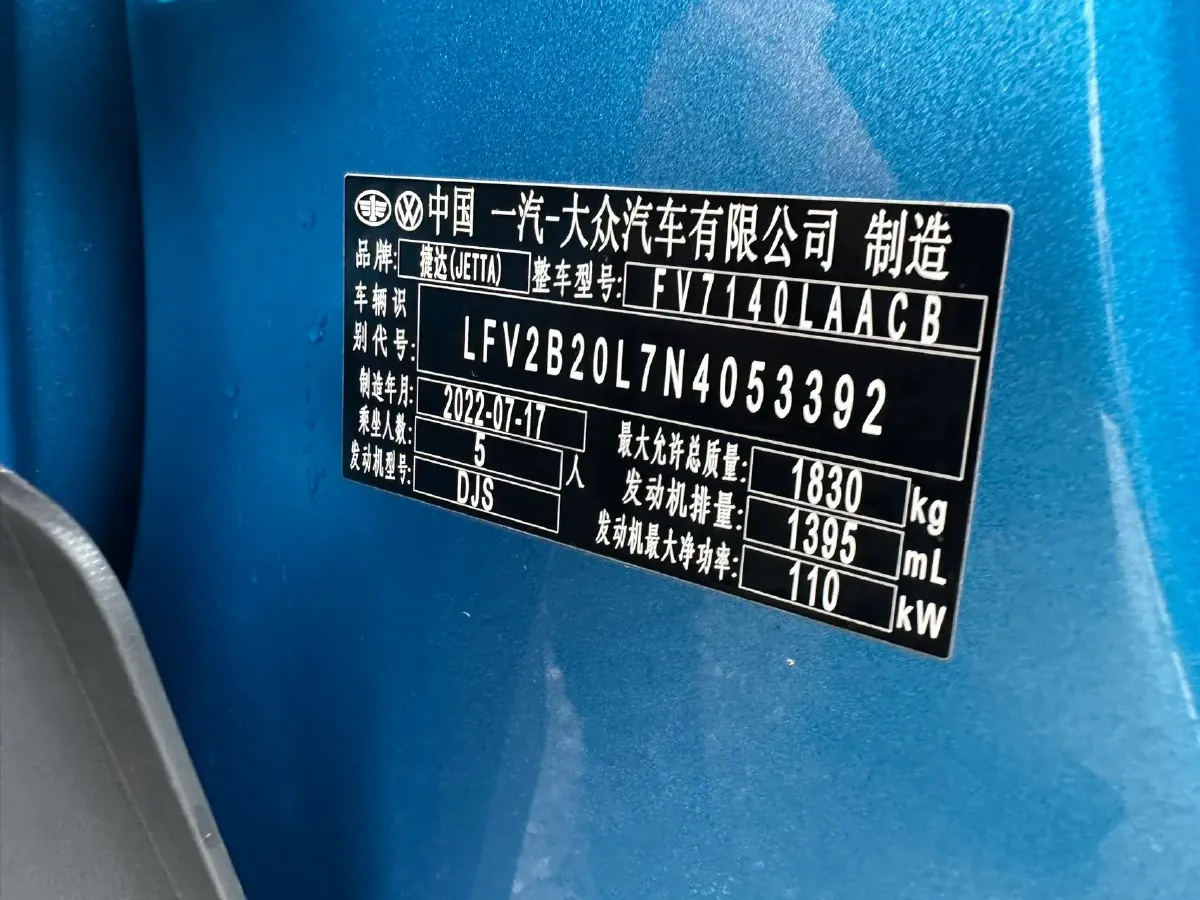 中国 一汽-大众汽车有限公司 制造
品牌: 捷达(JETTA) 整车型号: FV7140LAACB
车辆识别代号: LFV2B20L7N4053392
制造年月: 2022-07-17
乘坐人数: 5 人
发动机型号: DJS
最大允许总质量: 1830 kg
发动机排量: 1395 mL
发动机最大净功率: 110 kW